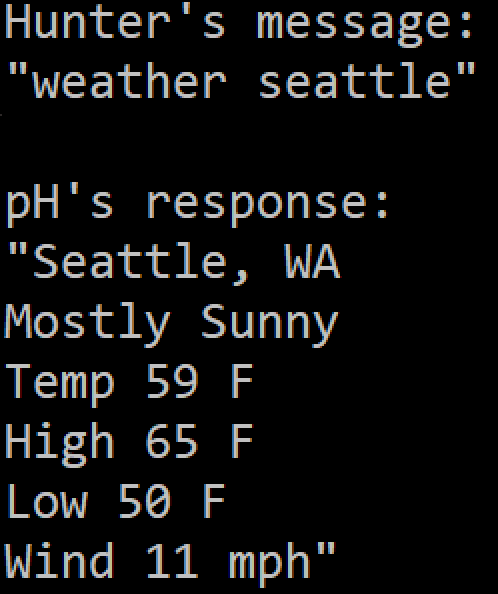 Hunter's message:
"weather seattle"
pH's response:
"Seattle, WA
Mostly Sunny
Temp 59 F
High 65 F
Low 50 F
Wind 11 mph"